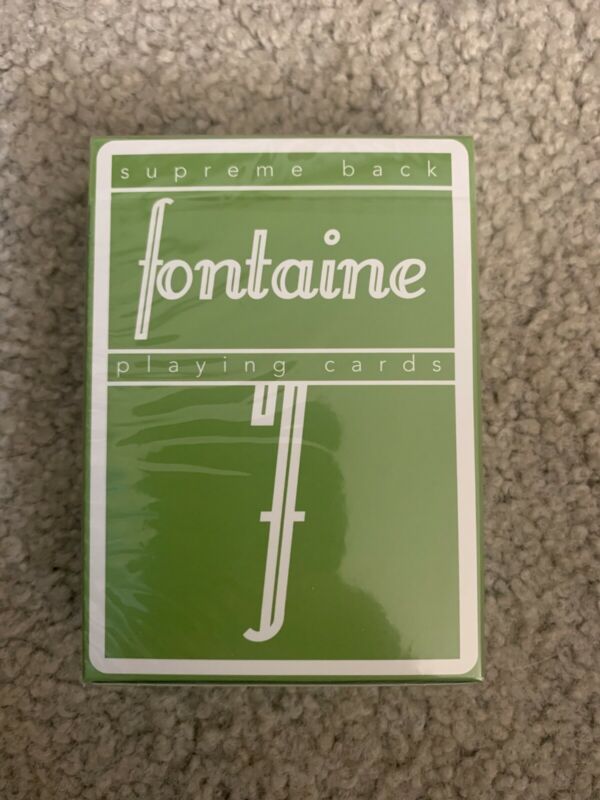 supreme back
fontaine
playing cards
f